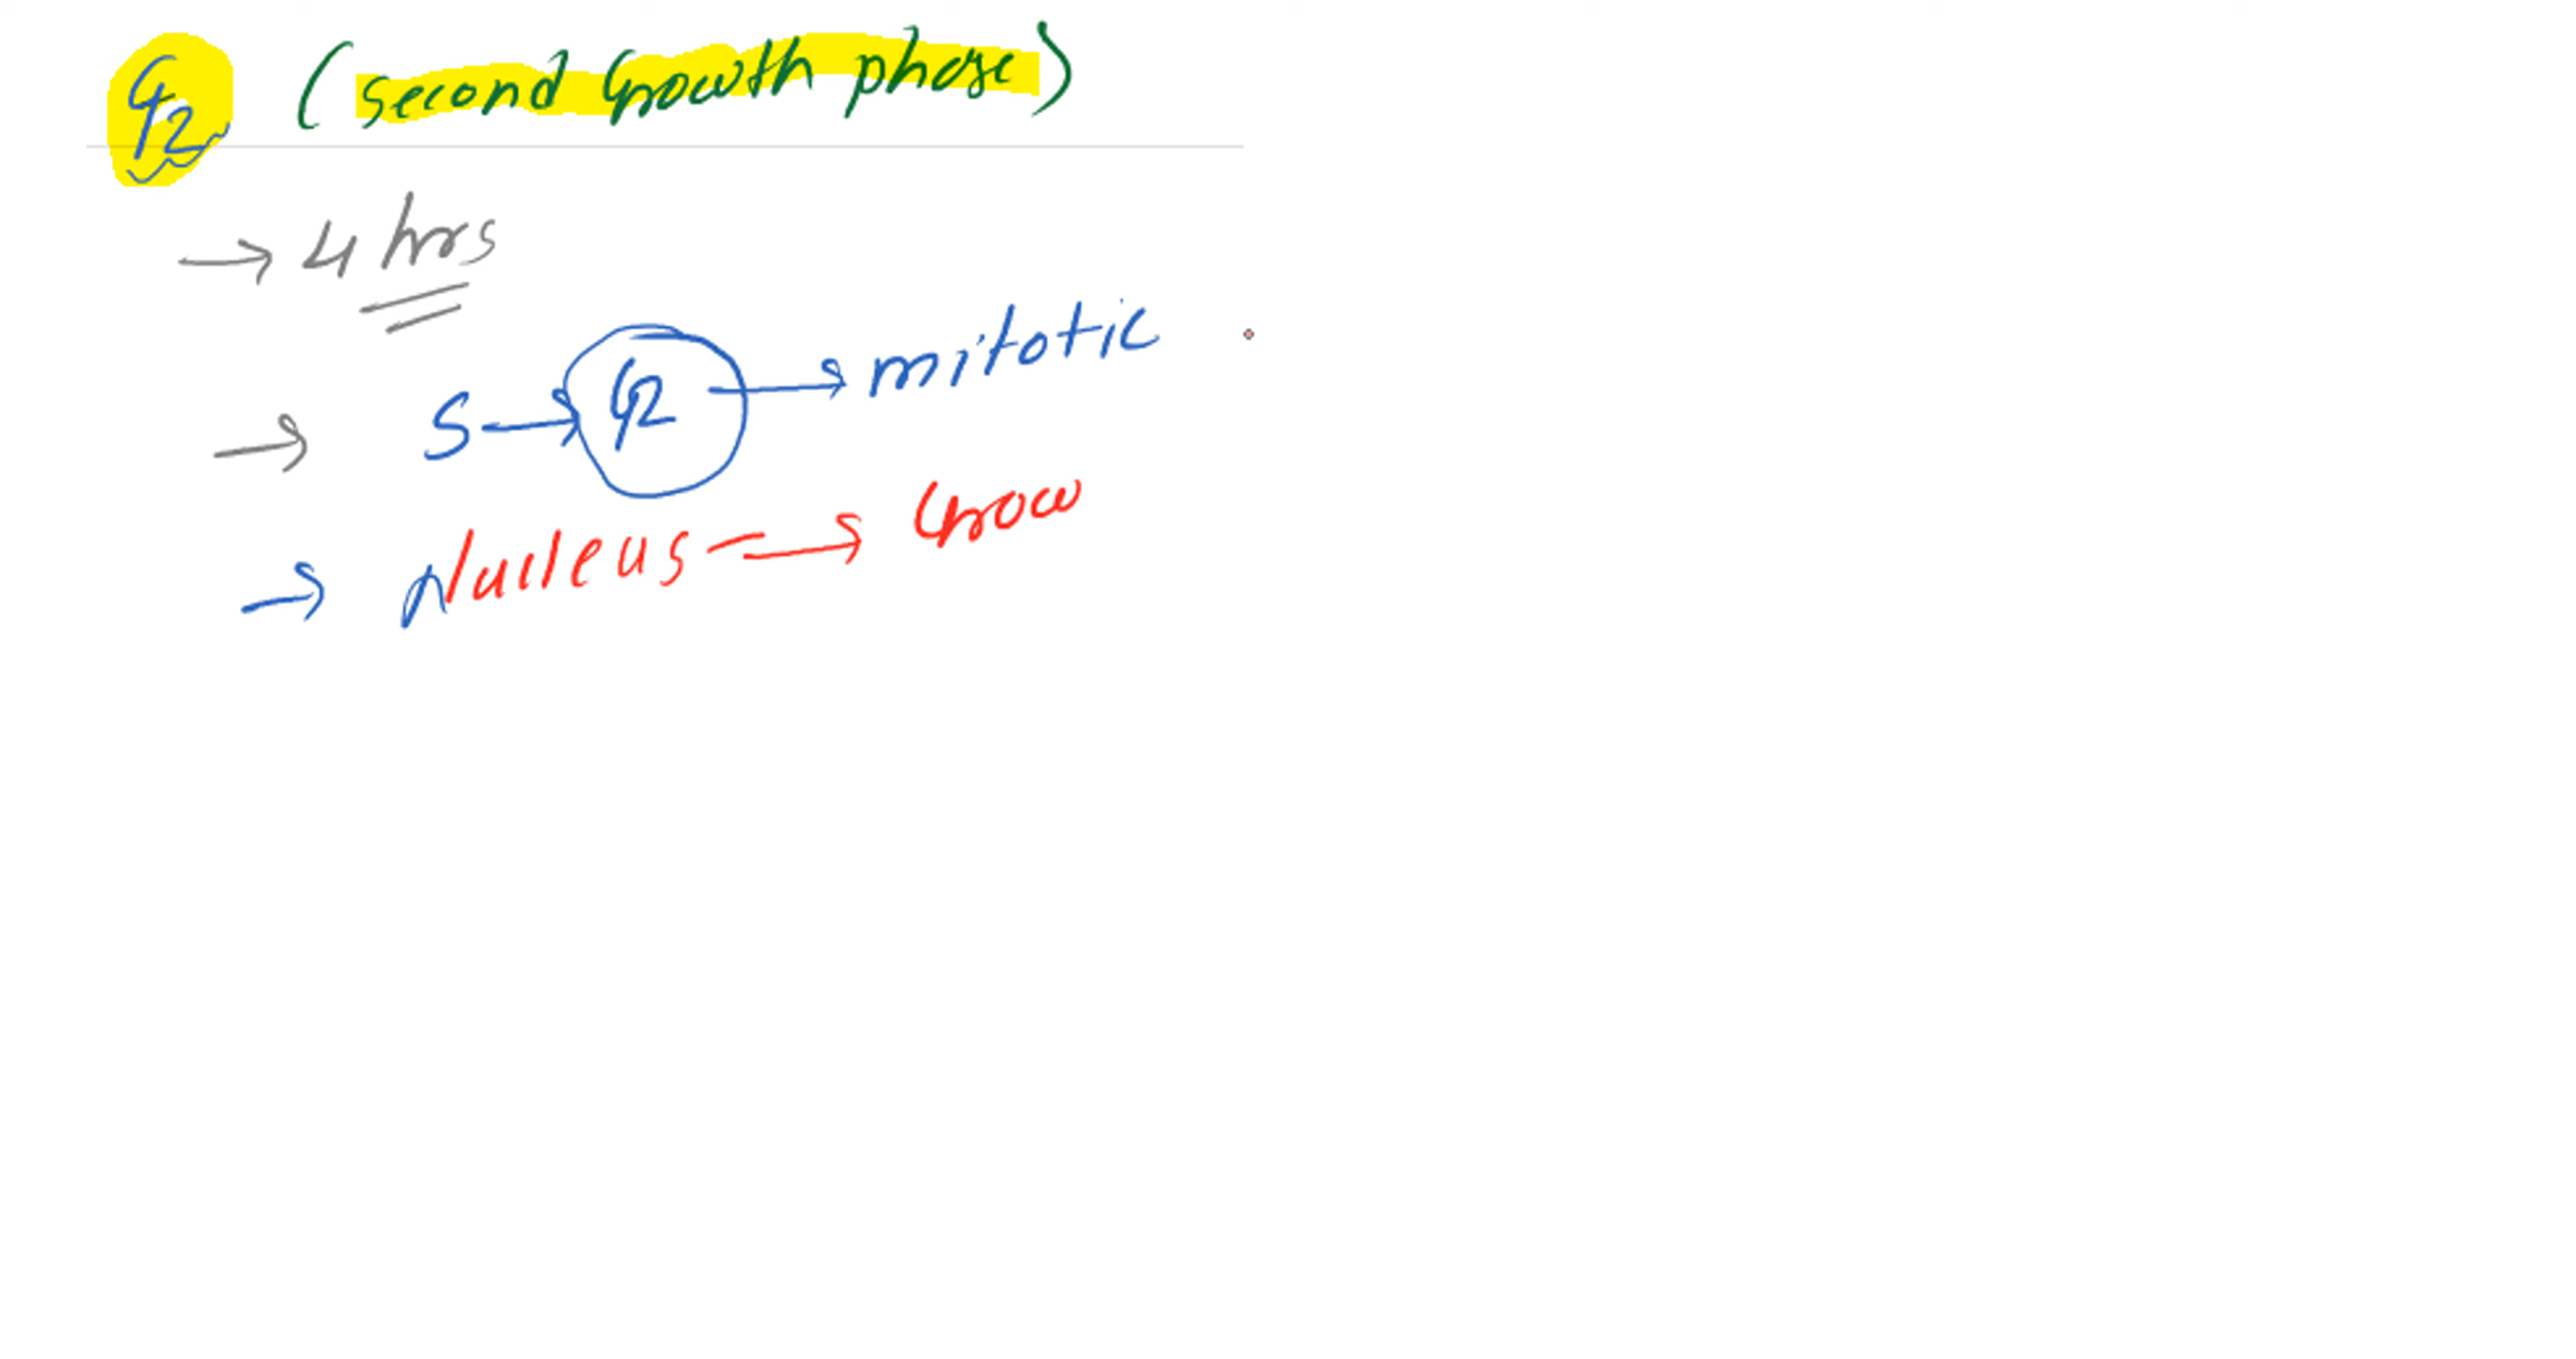 G2 (second Growth phase)
→ 4 hrs
→ S → G2 → mitotic
→ Nucleus → Grow